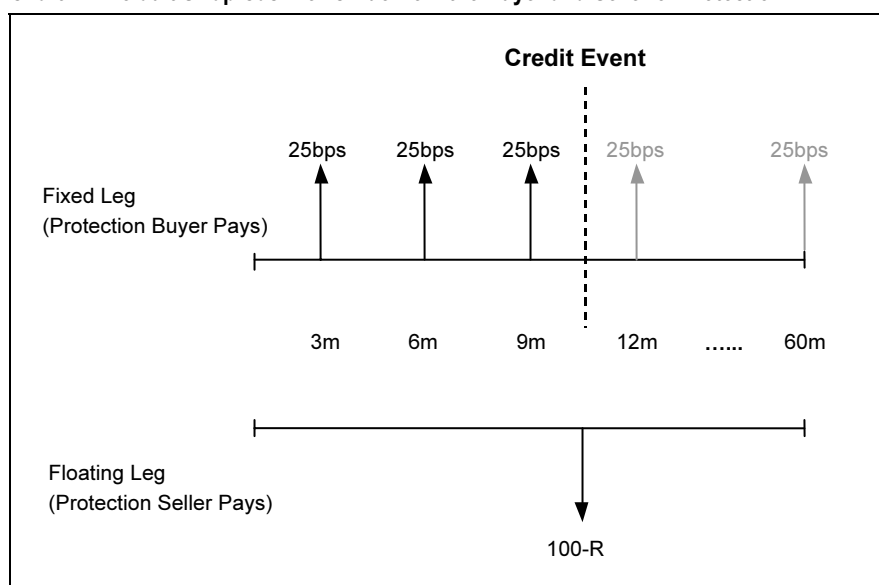 Credit Event
25bps 25bps 25bps 25bps 25bps
Fixed Leg
(Protection Buyer Pays)
3m 6m 9m 12m …... 60m
Floating Leg
(Protection Seller Pays)
100-R